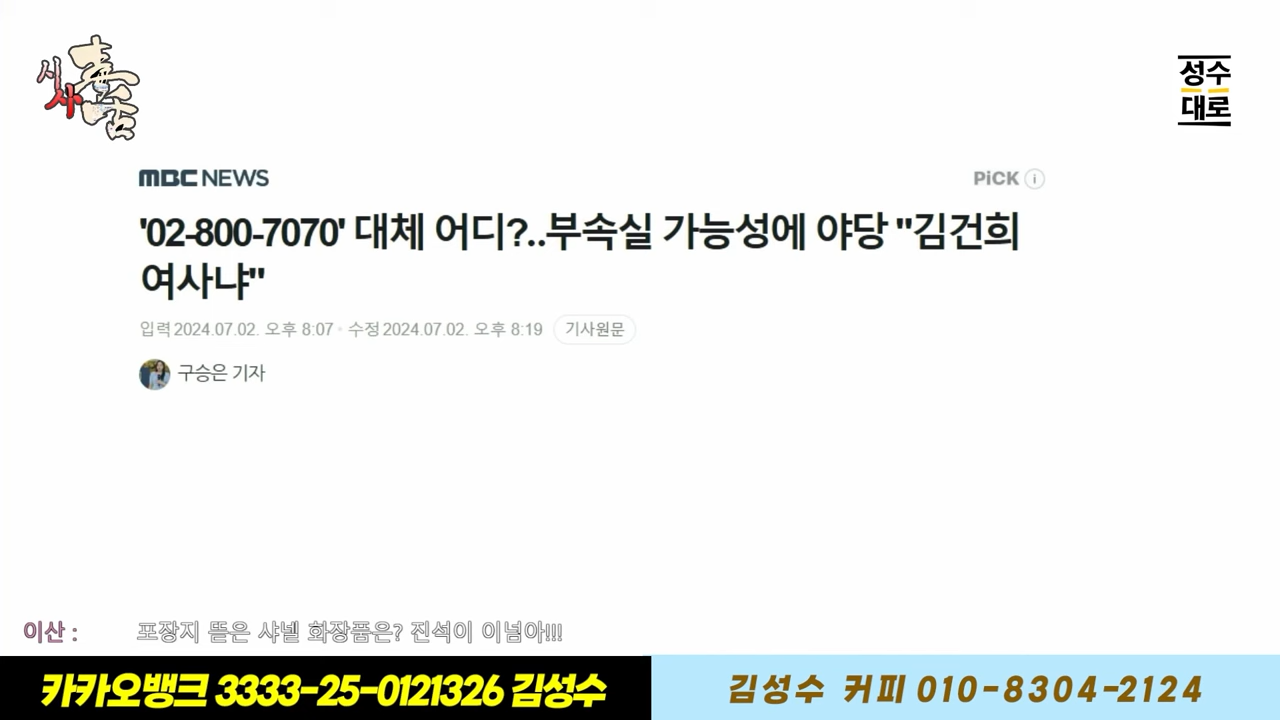 시사
성수
대로
MBC NEWS
PiCK i
'02-800-7070' 대체 어디?..부속실 가능성에 야당 "김건희
여사냐"
입력 2024.07.02. 오후 8:07 · 수정 2024.07.02. 오후 8:19 기사원문
구승은 기자
이산 : 포장지 뜯은 샤넬 화장품은? 진석이 이넘아!!!
카카오뱅크 3333-25-0121326 김성수
김성수 커피 010-8304-2124